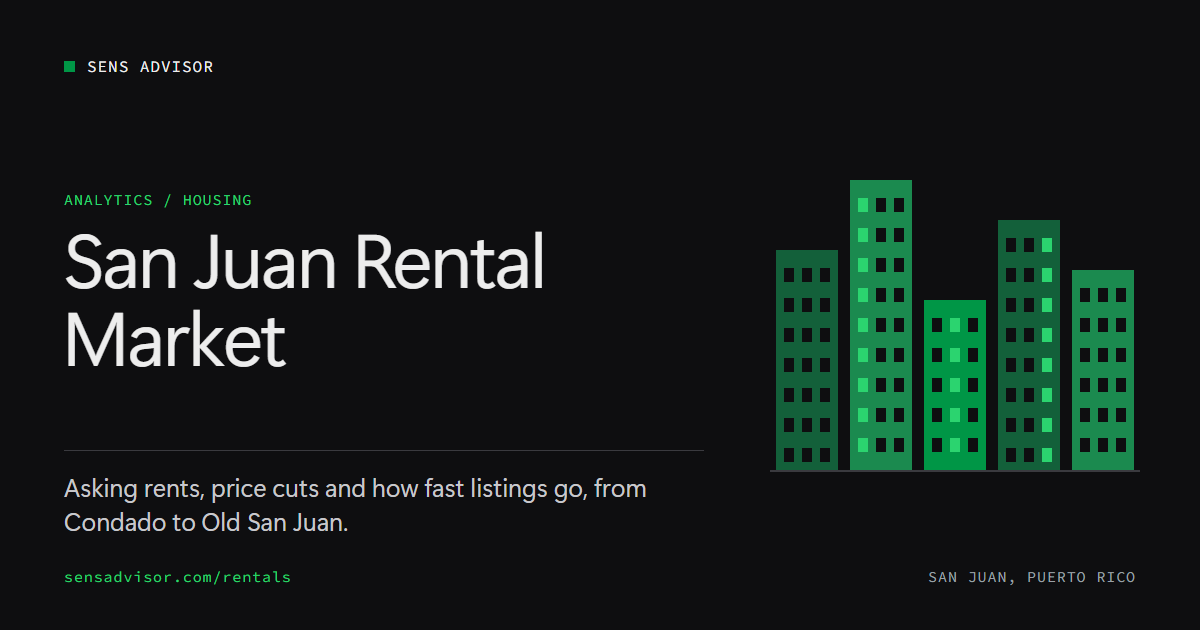 SENS ADVISOR
ANALYTICS / HOUSING
San Juan Rental
Market
Asking rents, price cuts and how fast listings go, from
Condado to Old San Juan.
sensadvisor.com/rentals
SAN JUAN, PUERTO RICO